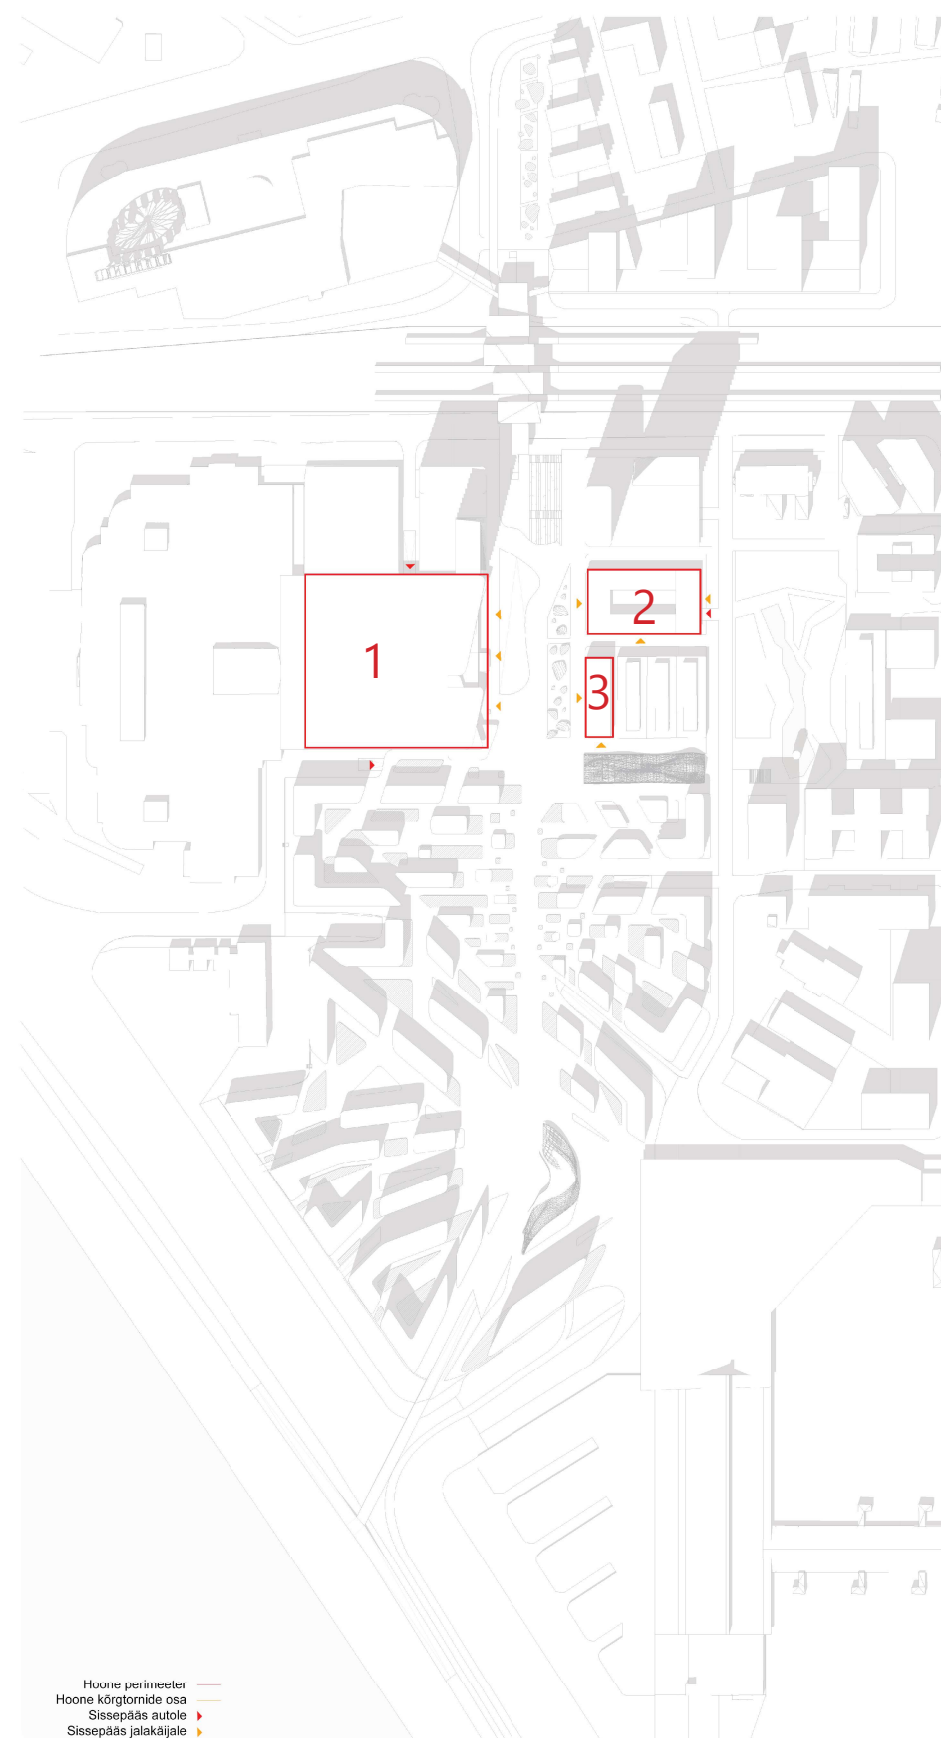 1
2
3
Hoone perimeeter
Hoone kõrgtornide osa
Sissepääs autole
Sissepääs jalakäijale